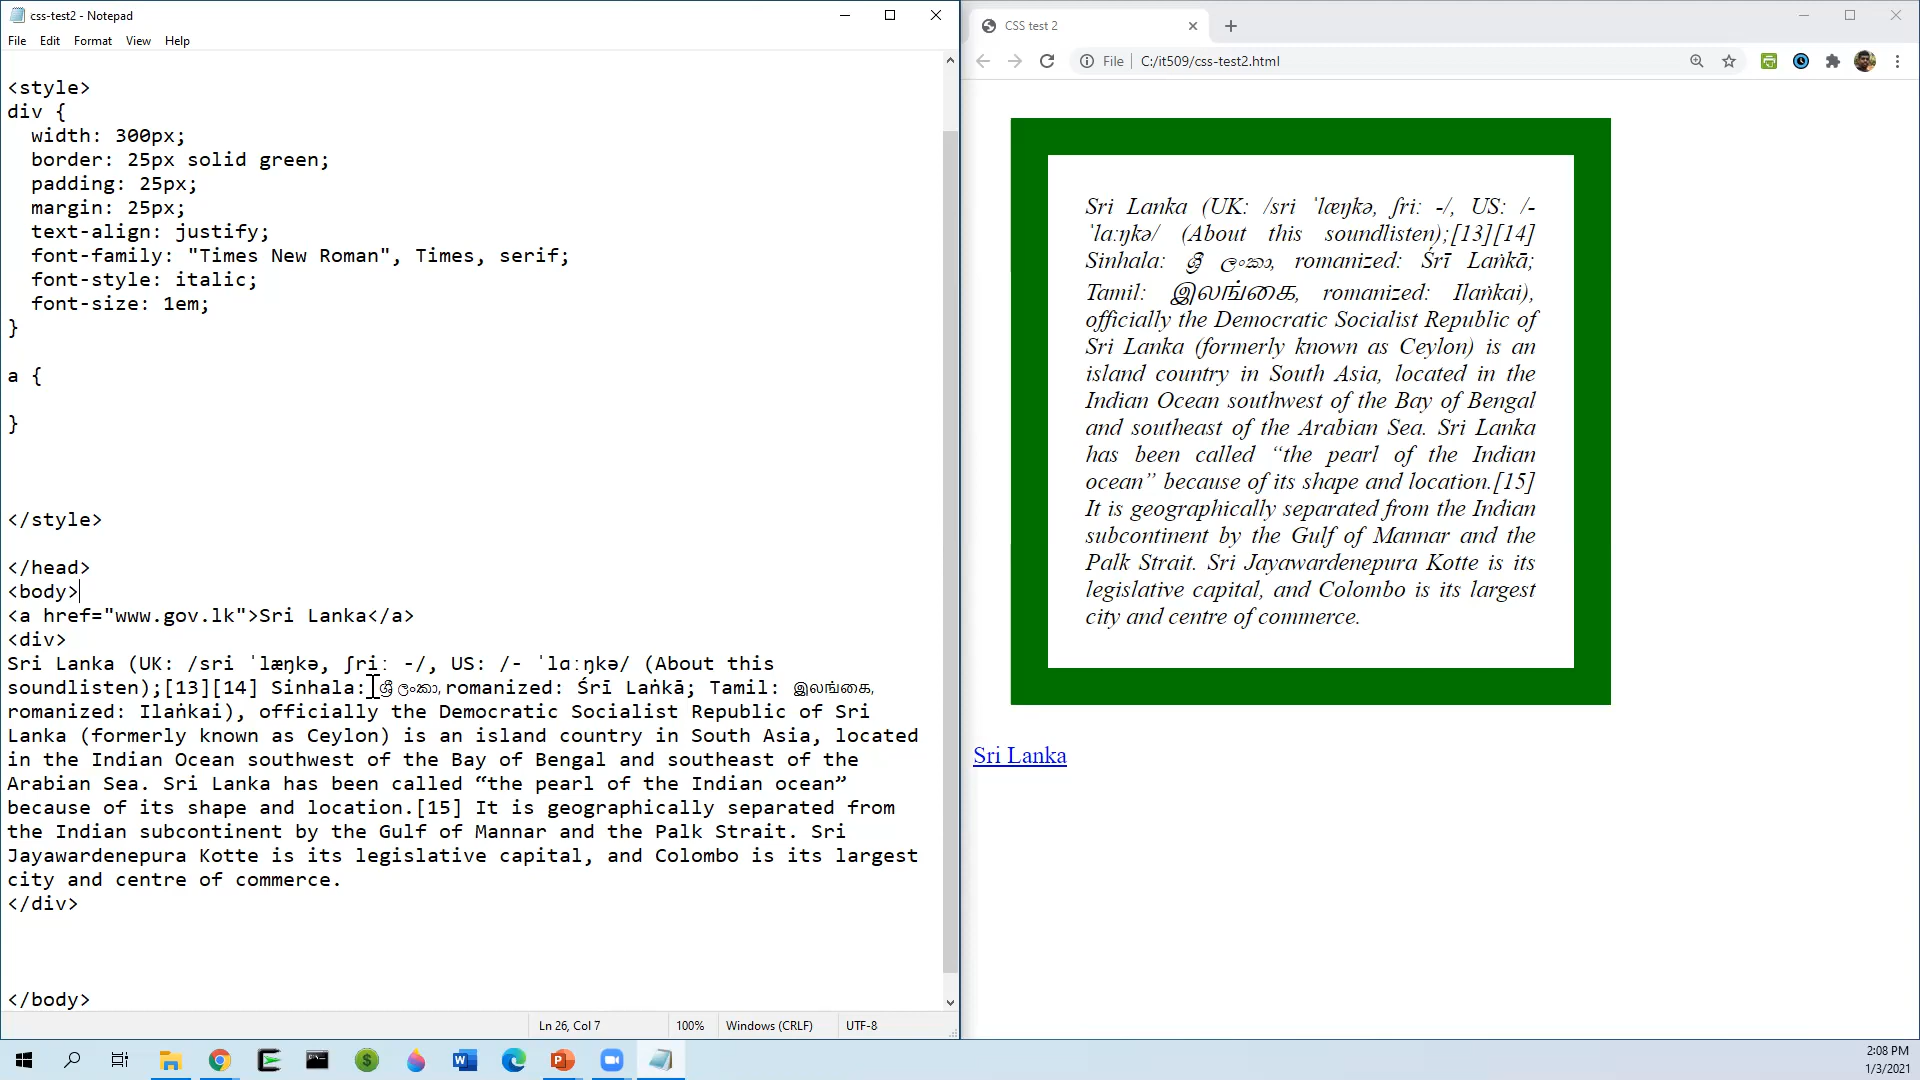 css-test2 - Notepad
File Edit Format View Help
<style>
div {
width: 300px;
border: 25px solid green;
padding: 25px;
margin: 25px;
text-align: justify;
font-family: "Times New Roman", Times, serif;
font-style: italic;
font-size: 1em;
}
a {
}
</style>
</head>
<body>
<a href="www.gov.lk">Sri Lanka</a>
<div>
Sri Lanka (UK: /sri ˈlæŋkə, ʃriː -/, US: /- ˈlɑːŋkə/ (About this
soundlisten);[13][14] Sinhala: ශ්‍රී ලංකා, romanized: Śrī Laṅkā; Tamil: இலங்கை,
romanized: Ilaṅkai), officially the Democratic Socialist Republic of Sri
Lanka (formerly known as Ceylon) is an island country in South Asia, located
in the Indian Ocean southwest of the Bay of Bengal and southeast of the
Arabian Sea. Sri Lanka has been called “the pearl of the Indian ocean”
because of its shape and location.[15] It is geographically separated from
the Indian subcontinent by the Gulf of Mannar and the Palk Strait. Sri
Jayawardenepura Kotte is its legislative capital, and Colombo is its largest
city and centre of commerce.
</div>
</body>
Ln 26, Col 7 100% Windows (CRLF) UTF-8
CSS test 2
File C:/it509/css-test2.html
Sri Lanka (UK: /sri ˈlæŋkə, ʃriː -/, US: /-
ˈlɑːŋkə/ (About this soundlisten);[13][14]
Sinhala: ශ්‍රී ලංකා, romanized: Śrī Laṅkā;
Tamil: இலங்கை, romanized: Ilaṅkai),
officially the Democratic Socialist Republic of
Sri Lanka (formerly known as Ceylon) is an
island country in South Asia, located in the
Indian Ocean southwest of the Bay of Bengal
and southeast of the Arabian Sea. Sri Lanka
has been called “the pearl of the Indian
ocean” because of its shape and location.[15]
It is geographically separated from the Indian
subcontinent by the Gulf of Mannar and the
Palk Strait. Sri Jayawardenepura Kotte is its
legislative capital, and Colombo is its largest
city and centre of commerce.
Sri Lanka
2:08 PM
1/3/2021